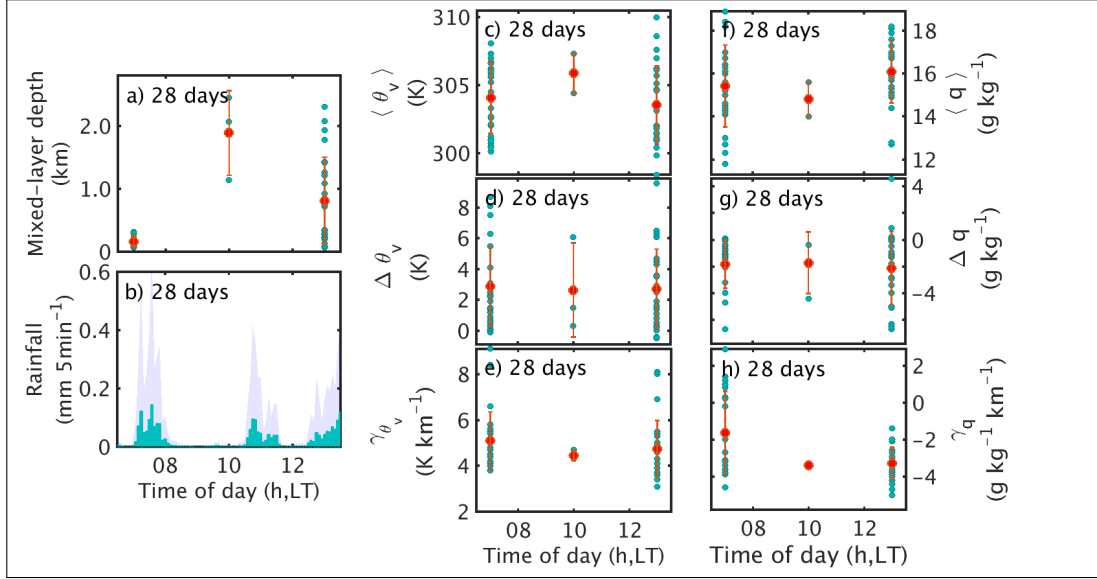 a) 28 days
Mixed-layer depth
(km)
2.0
1.0
0
b) 28 days
Rainfall
(mm 5min⁻¹)
0.6
0.4
0.2
0
08 10 12
Time of day (h,LT)
c) 28 days
⟨ θᵥ ⟩
(K)
310
305
300
d) 28 days
Δ θᵥ
(K)
8
6
4
2
0
e) 28 days
γθᵥ
(K km⁻¹)
8
6
4
2
08 10 12
Time of day (h,LT)
f) 28 days
18
16
14
12
⟨ q ⟩
(g kg⁻¹)
g) 28 days
0
−2
−4
Δ q
(g kg⁻¹)
h) 28 days
2
0
−2
−4
γq
(g kg⁻¹ km⁻¹)
08 10 12
Time of day (h,LT)